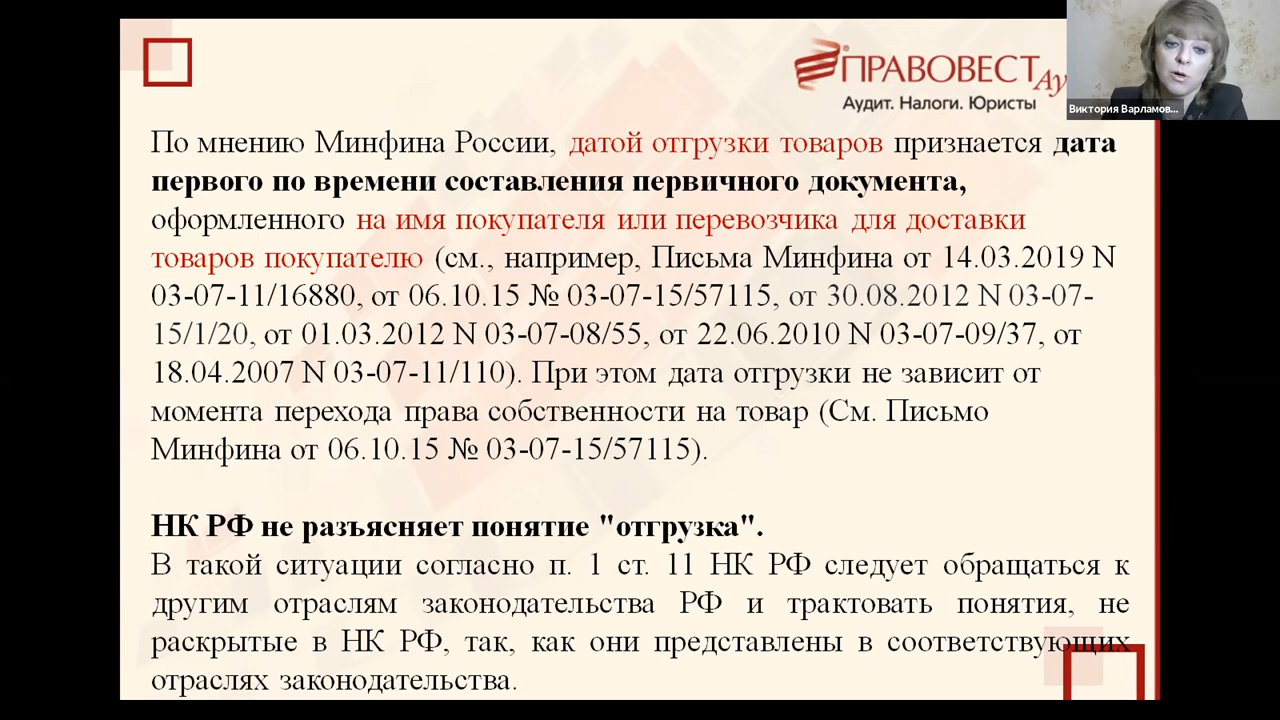 ПРАВОВЕСТ Ау
Аудит. Налоги. Юристы
Виктория Варламов...
По мнению Минфина России, датой отгрузки товаров признается дата
первого по времени составления первичного документа,
оформленного на имя покупателя или перевозчика для доставки
товаров покупателю (см., например, Письма Минфина от 14.03.2019 N
03-07-11/16880, от 06.10.15 № 03-07-15/57115, от 30.08.2012 N 03-07-
15/1/20, от 01.03.2012 N 03-07-08/55, от 22.06.2010 N 03-07-09/37, от
18.04.2007 N 03-07-11/110). При этом дата отгрузки не зависит от
момента перехода права собственности на товар (См. Письмо
Минфина от 06.10.15 № 03-07-15/57115).
НК РФ не разъясняет понятие "отгрузка".
В такой ситуации согласно п. 1 ст. 11 НК РФ следует обращаться к
другим отраслям законодательства РФ и трактовать понятия, не
раскрытые в НК РФ, так, как они представлены в соответствующих
отраслях законодательства.